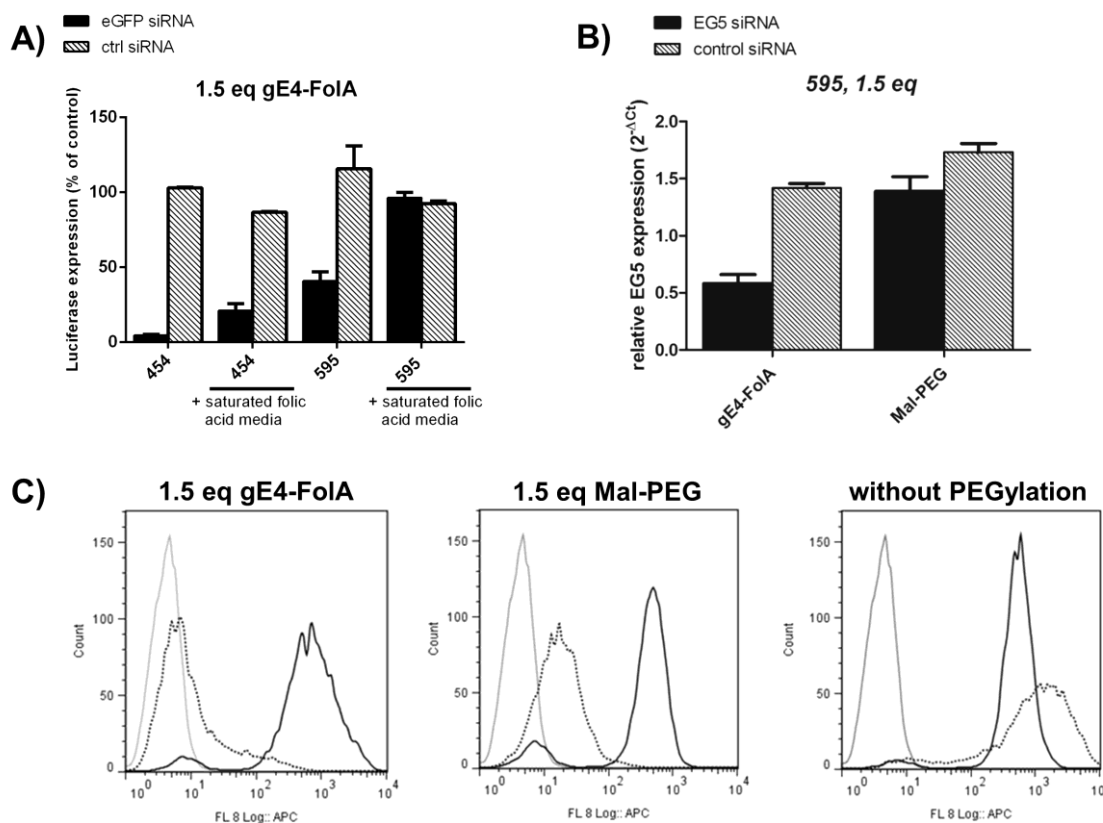 A)
eGFP siRNA
ctrl siRNA
1.5 eq gE4-FolA
Luciferase expression (% of control)
150
100
50
0
454
454
595
595
+ saturated folic
acid media
+ saturated folic
acid media
B)
EG5 siRNA
control siRNA
595, 1.5 eq
relative EG5 expression (2^-ΔCt)
2.0
1.5
1.0
0.5
0.0
gE4-FolA
Mal-PEG
C)
1.5 eq gE4-FolA
Count
150
100
50
0
10^0
10^1
10^2
10^3
10^4
FL 8 Log:: APC
1.5 eq Mal-PEG
Count
150
100
50
0
10^0
10^1
10^2
10^3
10^4
FL 8 Log:: APC
without PEGylation
Count
150
100
50
0
10^0
10^1
10^2
10^3
FL 8 Log:: APC